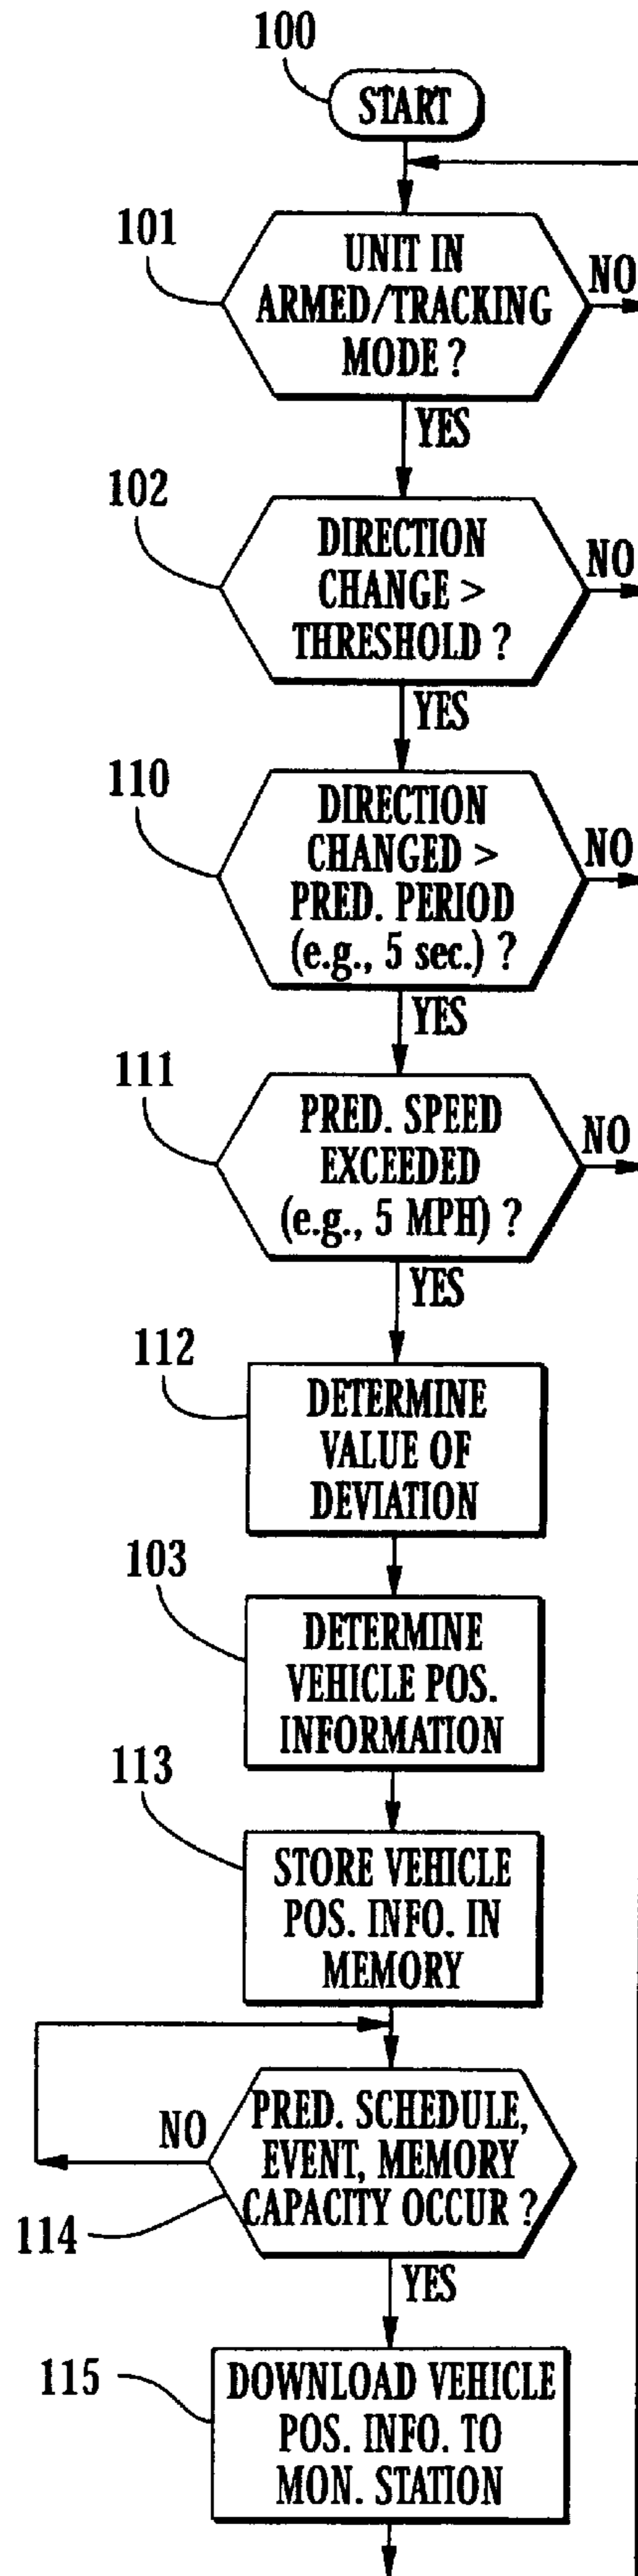 100
START
101
UNIT IN
ARMED/TRACKING
MODE ?
NO
YES
102
DIRECTION
CHANGE >
THRESHOLD ?
NO
YES
110
DIRECTION
CHANGED >
PRED. PERIOD
(e.g., 5 sec.) ?
NO
YES
111
PRED. SPEED
EXCEEDED
(e.g., 5 MPH) ?
NO
YES
112
DETERMINE
VALUE OF
DEVIATION
103
DETERMINE
VEHICLE POS.
INFORMATION
113
STORE VEHICLE
POS. INFO. IN
MEMORY
NO
PRED. SCHEDULE,
EVENT, MEMORY
CAPACITY OCCUR ?
114
YES
115
DOWNLOAD VEHICLE
POS. INFO. TO
MON. STATION